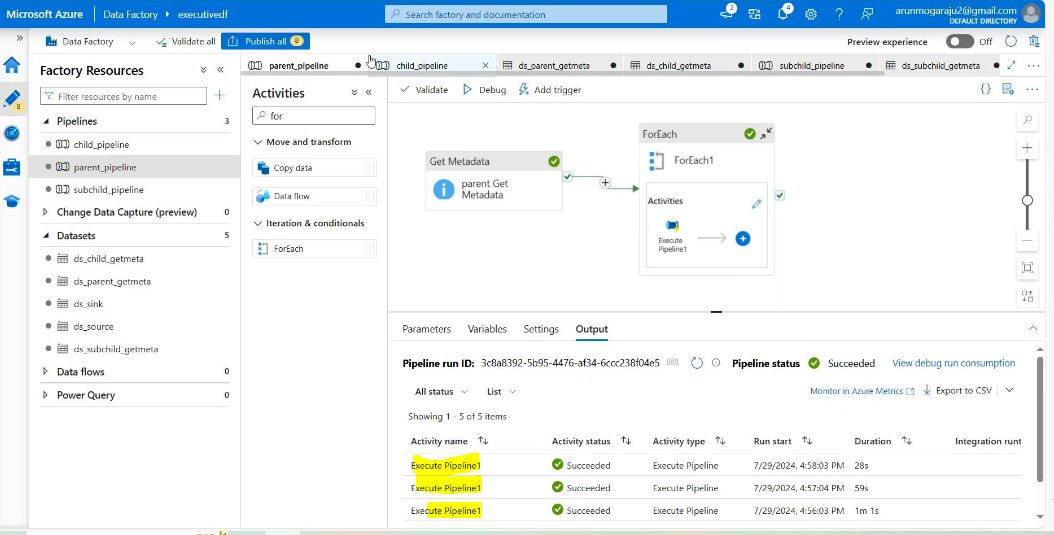 Microsoft Azure
Data Factory
executivedf
Search factory and documentation
2
4
arunmogaraju2@gmail.com
DEFAULT DIRECTORY
Data Factory
Validate all
Publish all 8
Preview experience
Off
8
Factory Resources
Filter resources by name
Pipelines 3
child_pipeline
parent_pipeline
subchild_pipeline
Change Data Capture (preview) 0
Datasets 5
ds_child_getmeta
ds_parent_getmeta
ds_sink
ds_source
ds_subchild_getmeta
Data flows 0
Power Query 0
parent_pipeline
child_pipeline
ds_parent_getmeta
ds_child_getmeta
subchild_pipeline
ds_subchild_getmeta
Activities
for
Move and transform
Copy data
Data flow
Iteration & conditionals
ForEach
Validate
Debug
Add trigger
Get Metadata
parent Get
Metadata
ForEach
ForEach1
Activities
Execute
Pipeline1
Parameters Variables Settings Output
Pipeline run ID: 3c8a8392-5b95-4476-af34-6ccc238f04e5
Pipeline status Succeeded
View debug run consumption
All status
List
Monitor in Azure Metrics
Export to CSV
Showing 1 - 5 of 5 items
Activity name Activity status Activity type Run start Duration Integration runt
Execute Pipeline1 Succeeded Execute Pipeline 7/29/2024, 4:58:03 PM 28s
Execute Pipeline1 Succeeded Execute Pipeline 7/29/2024, 4:57:04 PM 59s
Execute Pipeline1 Succeeded Execute Pipeline 7/29/2024, 4:56:03 PM 1m 1s